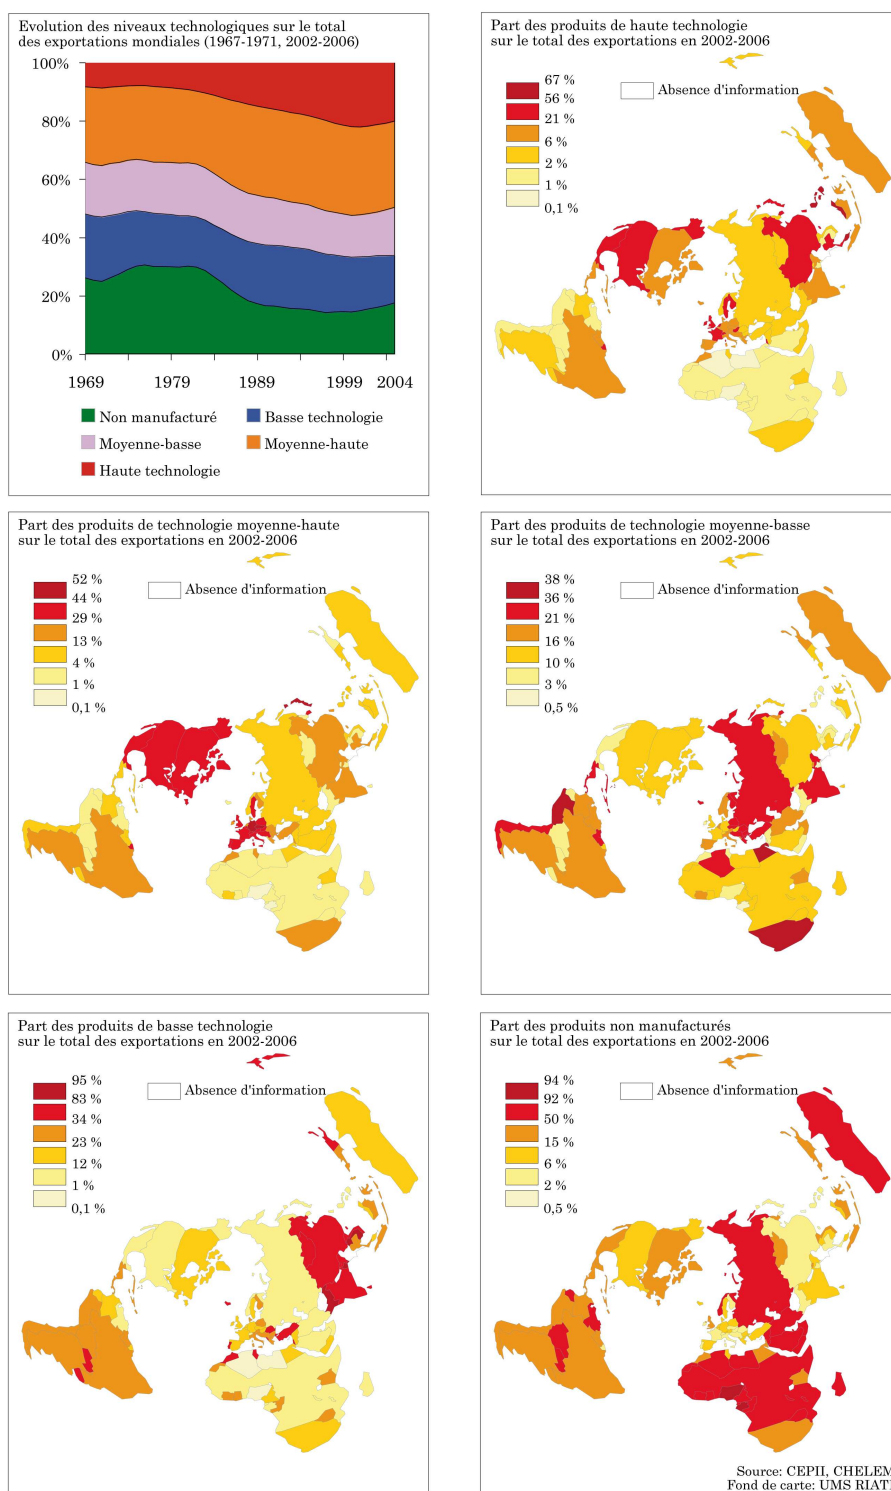 Evolution des niveaux technologiques sur le total
des exportations mondiales (1967-1971, 2002-2006)
100%
80%
60%
40%
20%
0%
1969 1979 1989 1999 2004
Non manufacturé Basse technologie
Moyenne-basse Moyenne-haute
Haute technologie
Part des produits de haute technologie
sur le total des exportations en 2002-2006
67 %
56 %
21 %
6 %
2 %
1 %
0,1 %
Absence d'information
Part des produits de technologie moyenne-haute
sur le total des exportations en 2002-2006
52 %
44 %
29 %
13 %
4 %
1 %
0,1 %
Absence d'information
Part des produits de technologie moyenne-basse
sur le total des exportations en 2002-2006
38 %
36 %
21 %
16 %
10 %
3 %
0,5 %
Absence d'information
Part des produits de basse technologie
sur le total des exportations en 2002-2006
95 %
83 %
34 %
23 %
12 %
1 %
0,1 %
Absence d'information
Part des produits non manufacturés
sur le total des exportations en 2002-2006
94 %
92 %
50 %
15 %
6 %
2 %
0,5 %
Absence d'information
Source: CEPII, CHELEM
Fond de carte: UMS